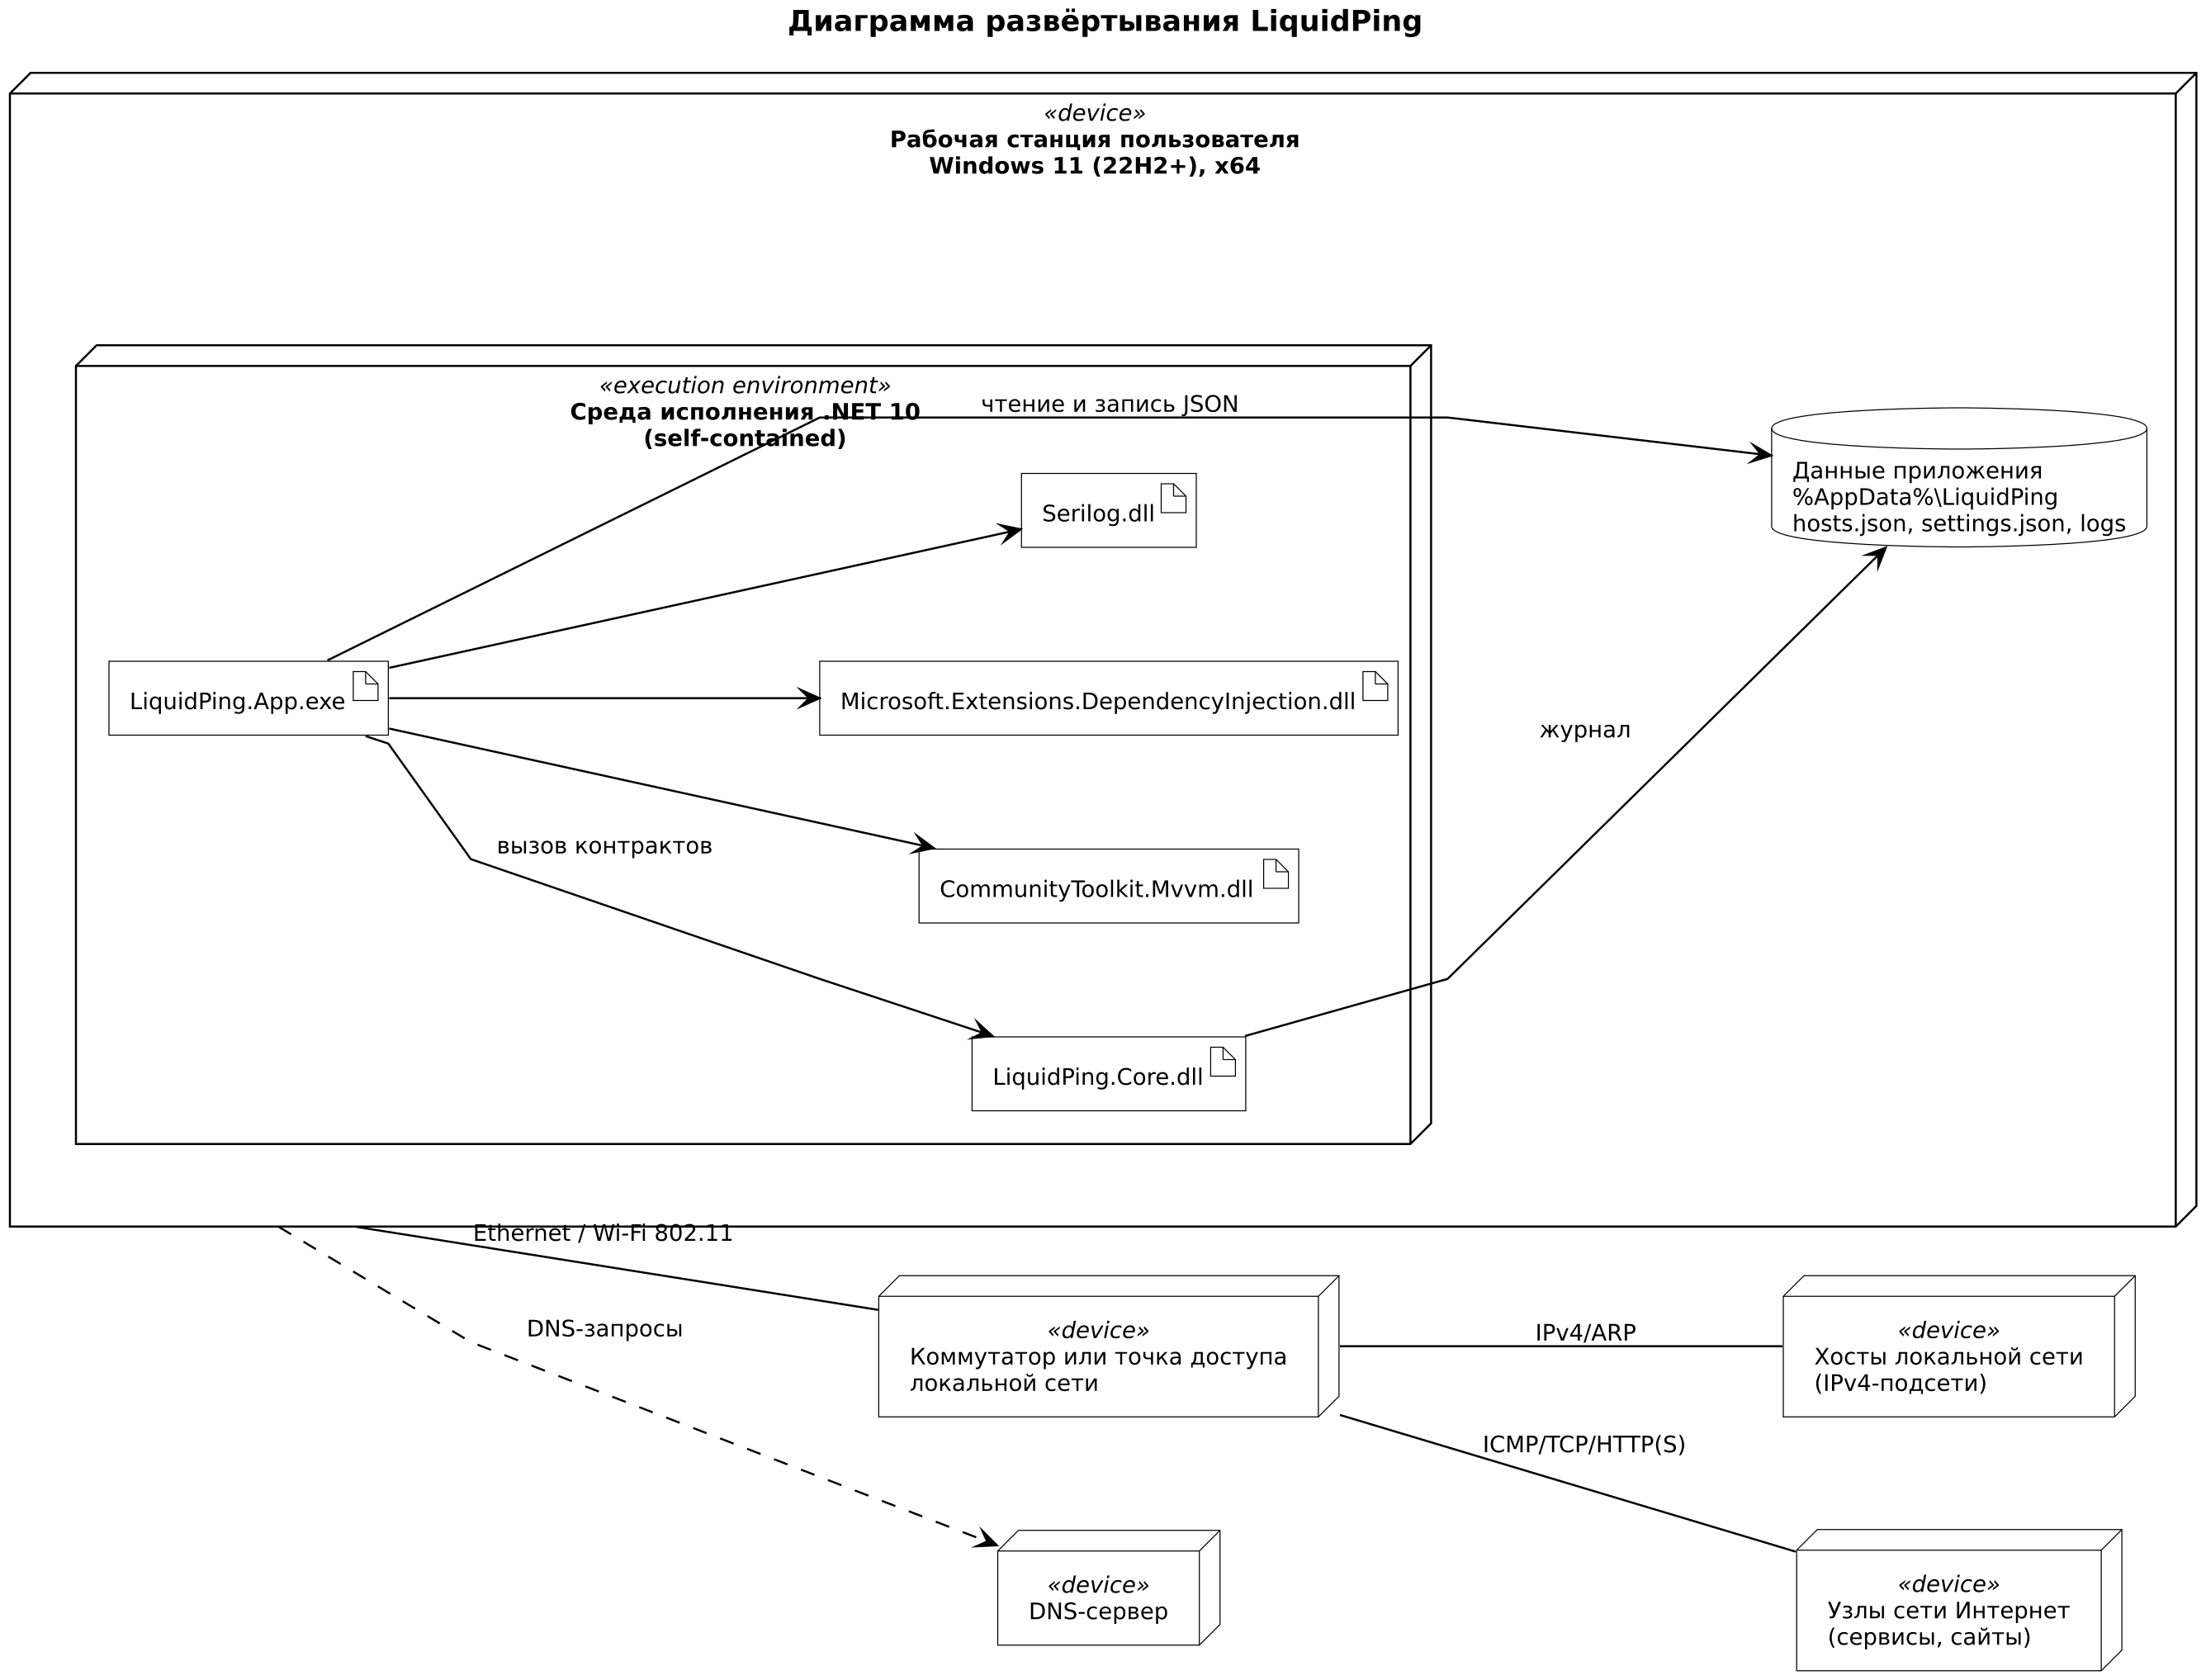 Диаграмма развёртывания LiquidPing
«device»
Рабочая станция пользователя
Windows 11 (22H2+), x64
«execution environment»
Среда исполнения .NET 10
(self-contained)
чтение и запись JSON
Данные приложения
%AppData%\LiquidPing
hosts.json, settings.json, logs
Serilog.dll
LiquidPing.App.exe
Microsoft.Extensions.DependencyInjection.dll
журнал
вызов контрактов
CommunityToolkit.Mvvm.dll
LiquidPing.Core.dll
Ethernet / Wi-Fi 802.11
DNS-запросы
«device»
Коммутатор или точка доступа
локальной сети
IPv4/ARP
«device»
Хосты локальной сети
(IPv4-подсети)
ICMP/TCP/HTTP(S)
«device»
DNS-сервер
«device»
Узлы сети Интернет
(сервисы, сайты)